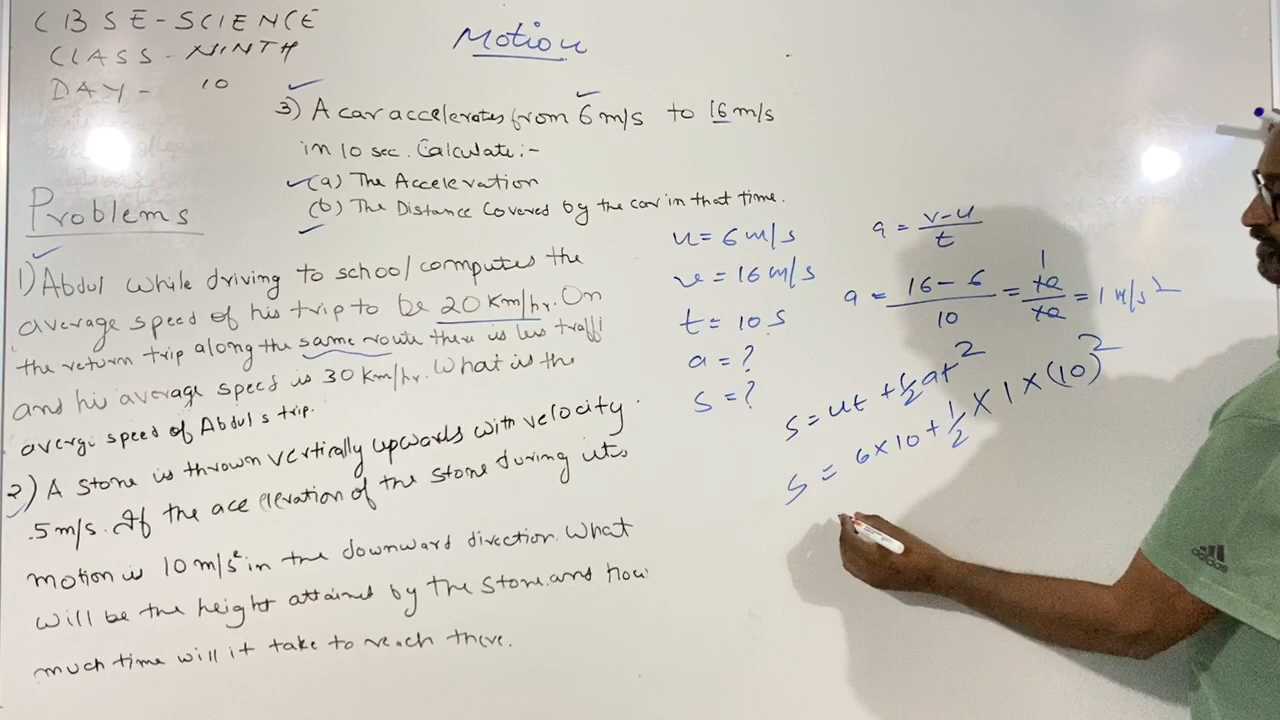 CBSE-SCIENCE
CLASS - NINTH
DAY - 10
Motion
3) A car accelerates from 6 m/s to 16 m/s
in 10 sec. Calculate:-
(a) The Acceleration
(b) The Distance Covered by the car in that time.
Problems
1) Abdul while driving to school computes the
average speed of his trip to be 20 Km/hr. On
the return trip along the same route there is less traffi
and his average speed is 30 Km/hr. What is the
averg. speed of Abdul s trip.
2) A stone is thrown vertically upwards with velocity
.5 m/s. If the acceleration of the stone during its
motion is 10 m/s² in the downward direction. What
will be the height attained by the stone and how
much time will it take to reach there.
u = 6 m/s
v = 16 m/s
t = 10 s
a = ?
s = ?
a = v-u/t
a = 16 - 6/10 = 10/10 = 1 m/s²
s = ut + 1/2 at²
s = 6 × 10 + 1/2 × 1 × (10)²
adidas